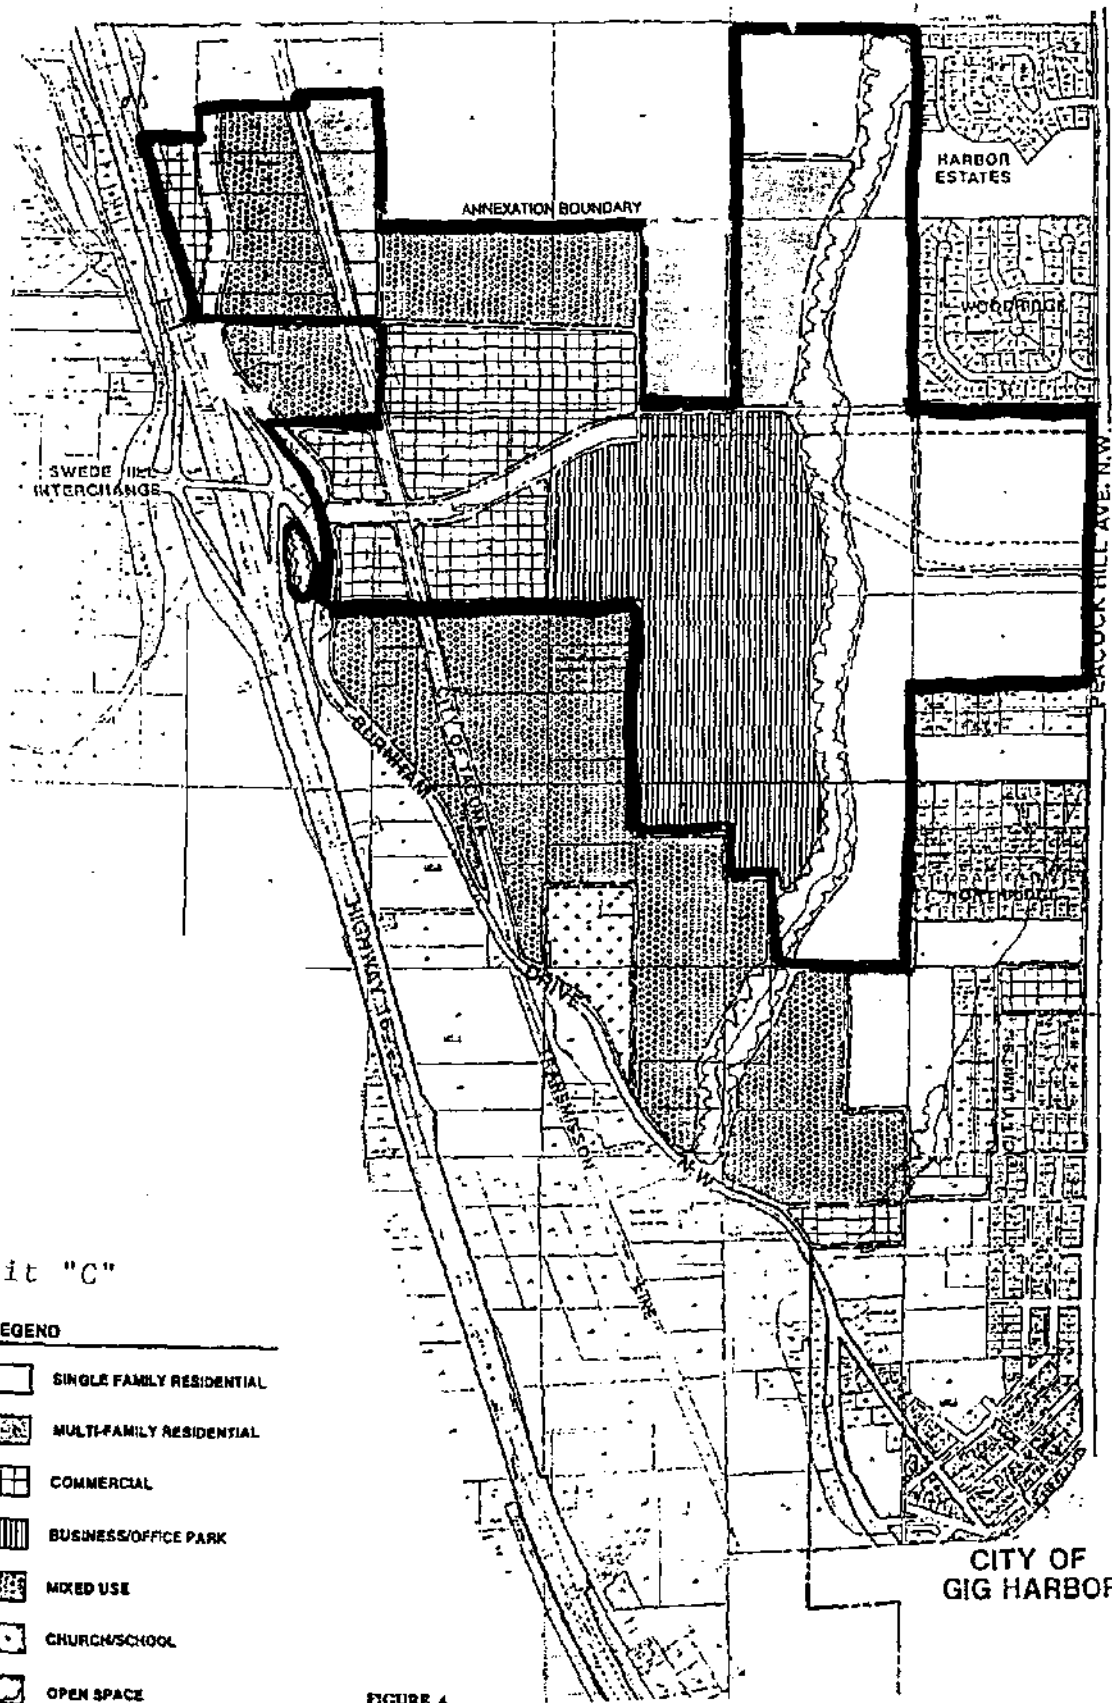 HARBOR
ESTATES
ANNEXATION BOUNDARY
WOODRIDGE
SWEDE HILL
INTERCHANGE
PEACOCK HILL AVE. N.W.
BURNHAM
CITY OF TACOMA
HIGHWAY 16
DRIVE
TRANSMISSION
N.W.
LINE
CITY LIMITS
it "C"
EGEND
SINGLE FAMILY RESIDENTIAL
MULTI-FAMILY RESIDENTIAL
COMMERCIAL
BUSINESS/OFFICE PARK
MIXED USE
CHURCH/SCHOOL
OPEN SPACE
CITY OF
GIG HARBOR
FIGURE 4